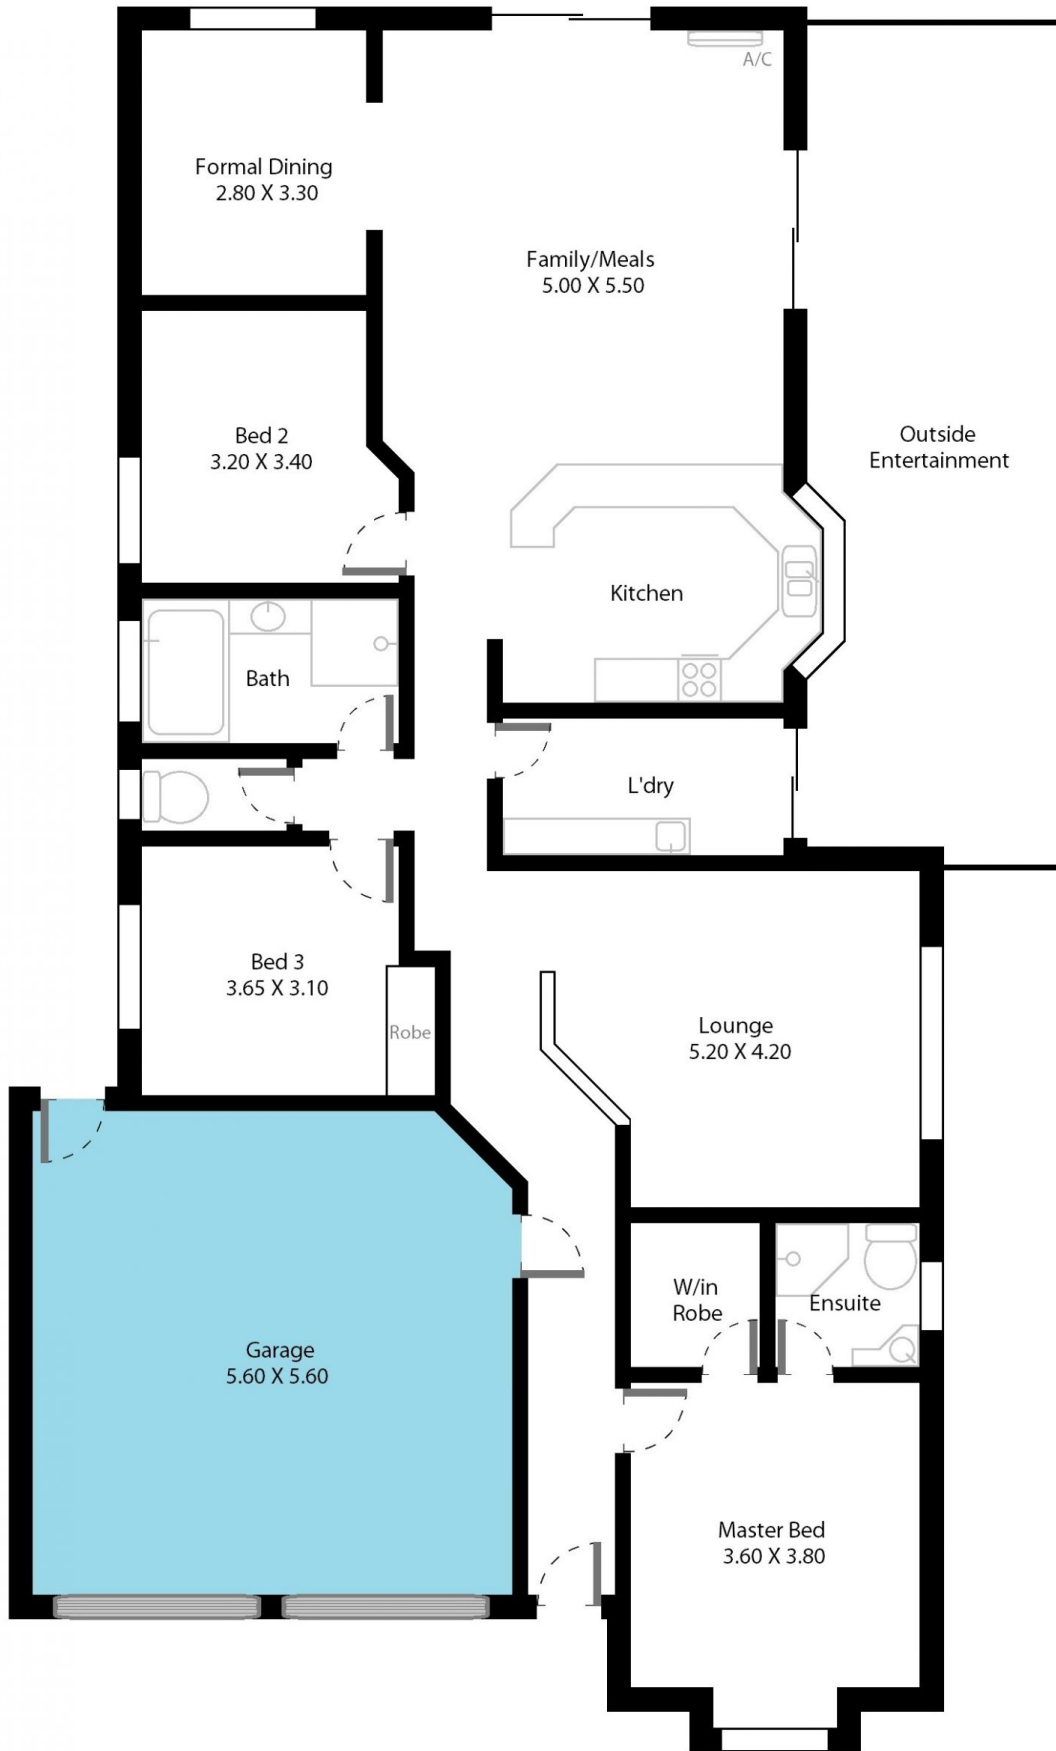 A/C
Formal Dining
2.80 X 3.30
Family/Meals
5.00 X 5.50
Bed 2
3.20 X 3.40
Outside
Entertainment
Kitchen
Bath
L'dry
Bed 3
3.65 X 3.10
Robe
Lounge
5.20 X 4.20
W/in
Robe
Ensuite
Garage
5.60 X 5.60
Master Bed
3.60 X 3.80